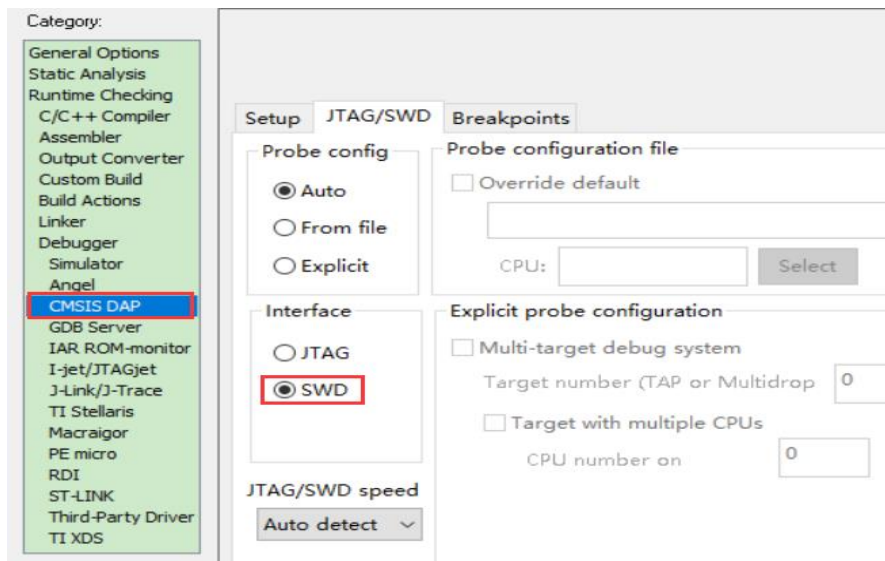 Category:
General Options
Static Analysis
Runtime Checking
C/C++ Compiler
Assembler
Output Converter
Custom Build
Build Actions
Linker
Debugger
Simulator
Angel
CMSIS DAP
GDB Server
IAR ROM-monitor
I-jet/JTAGjet
J-Link/J-Trace
TI Stellaris
Macraigor
PE micro
RDI
ST-LINK
Third-Party Driver
TI XDS
Setup JTAG/SWD Breakpoints
Probe config
Auto
From file
Explicit
Probe configuration file
Override default
CPU: Select
Interface
JTAG
SWD
Explicit probe configuration
Multi-target debug system
Target number (TAP or Multidrop 0
Target with multiple CPUs
CPU number on 0
JTAG/SWD speed
Auto detect